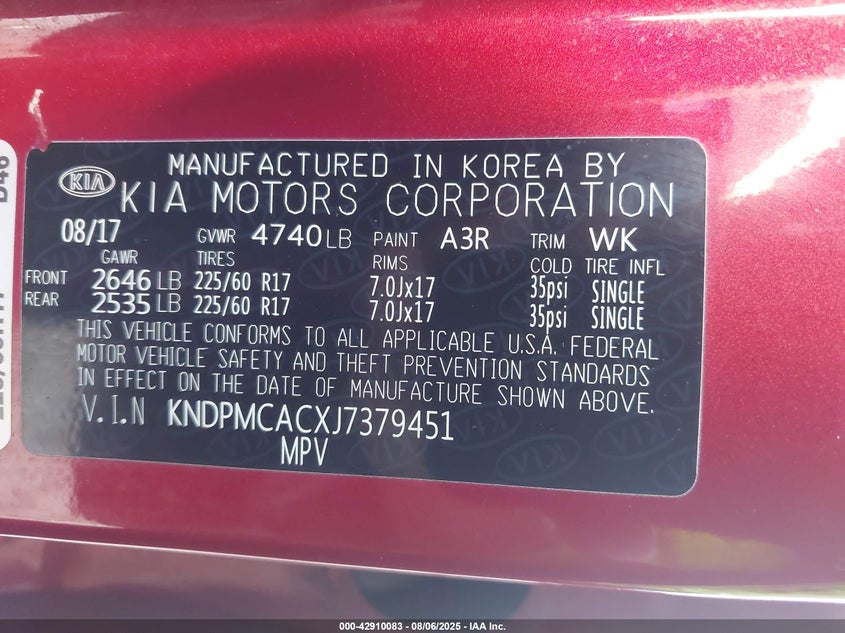 MANUFACTURED IN KOREA BY
KIA
KIA MOTORS CORPORATION
08/17 GVWR 4740 LB PAINT A3R TRIM WK
GAWR TIRES RIMS COLD TIRE INFL
FRONT 2646 LB 225/60 R17 7.0Jx17 35psi SINGLE
REAR 2535 LB 225/60 R17 7.0Jx17 35psi SINGLE
THIS VEHICLE CONFORMS TO ALL APPLICABLE U.S.A. FEDERAL
MOTOR VEHICLE SAFETY AND THEFT PREVENTION STANDARDS
IN EFFECT ON THE DATE OF MANUFACTURE SHOWN ABOVE.
V.I.N KNDPMCACXJ7379451
MPV
000-42910083 - 08/06/2025 - IAA Inc.